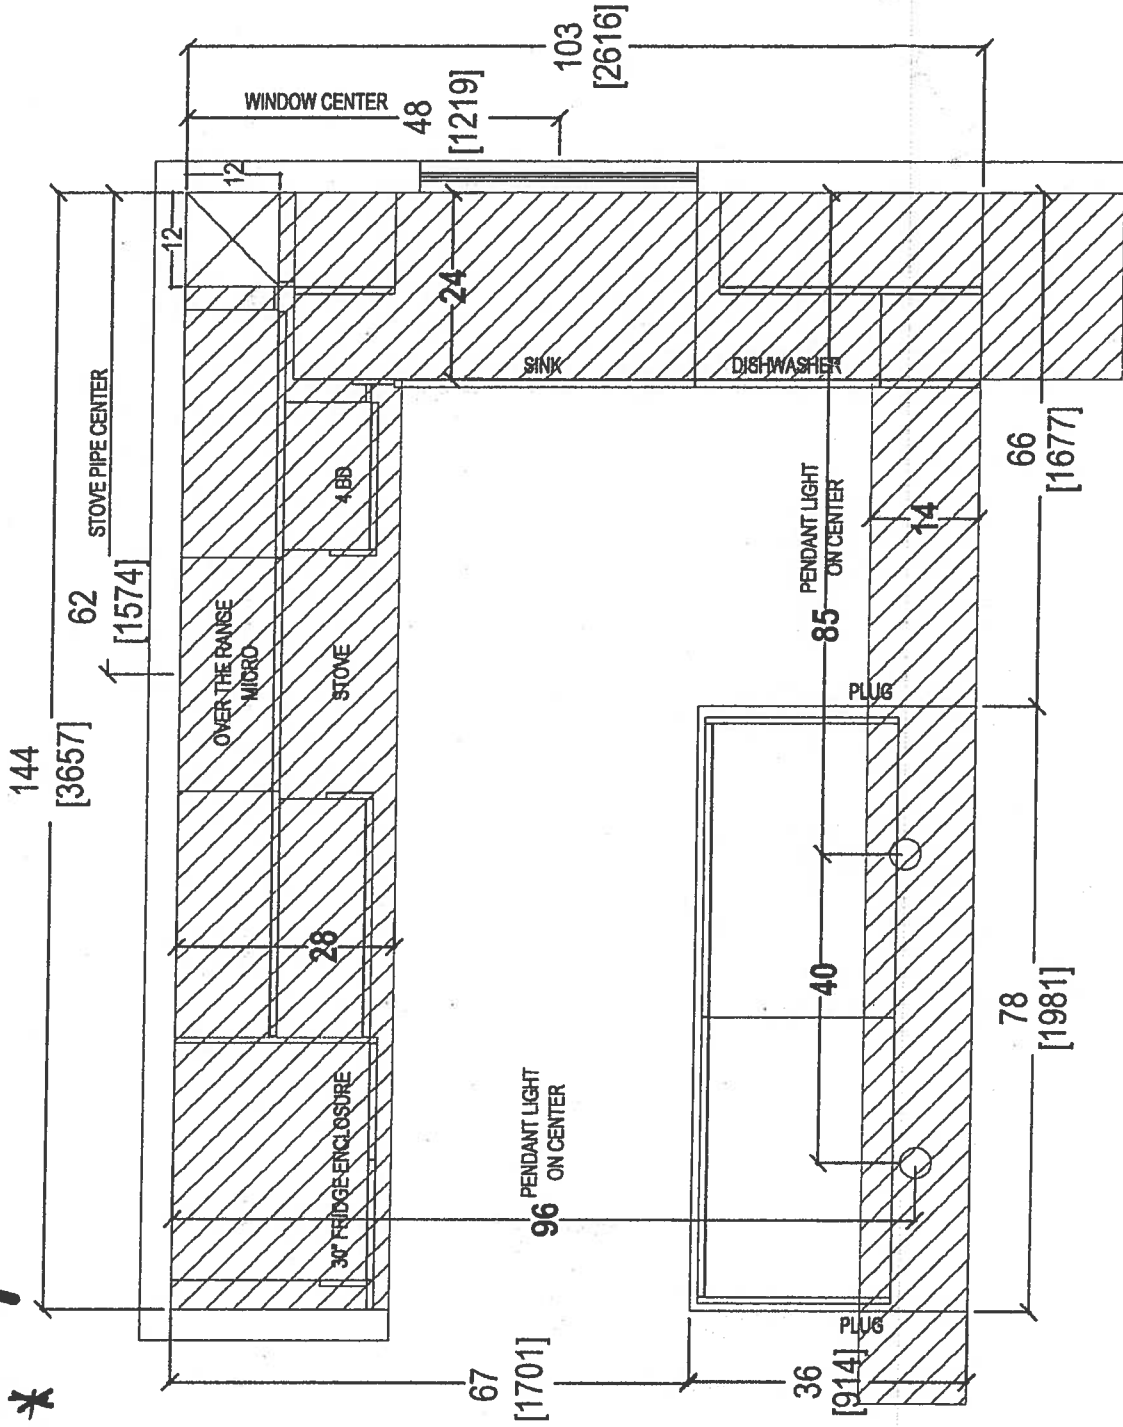 *
144
[3657]
62
[1574]
STOVE PIPE CENTER
12
12
WINDOW CENTER
48
[1219]
103
[2616]
OVER THE RANGE
MICRO
STOVE
4 BD
24
SINK
DISHWASHER
28
30" FRIDGE ENCLOSURE
96
PENDANT LIGHT
ON CENTER
85
PENDANT LIGHT
ON CENTER
14
66
[1677]
PLUG
40
78
[1981]
PLUG
67
[1701]
36
[914]